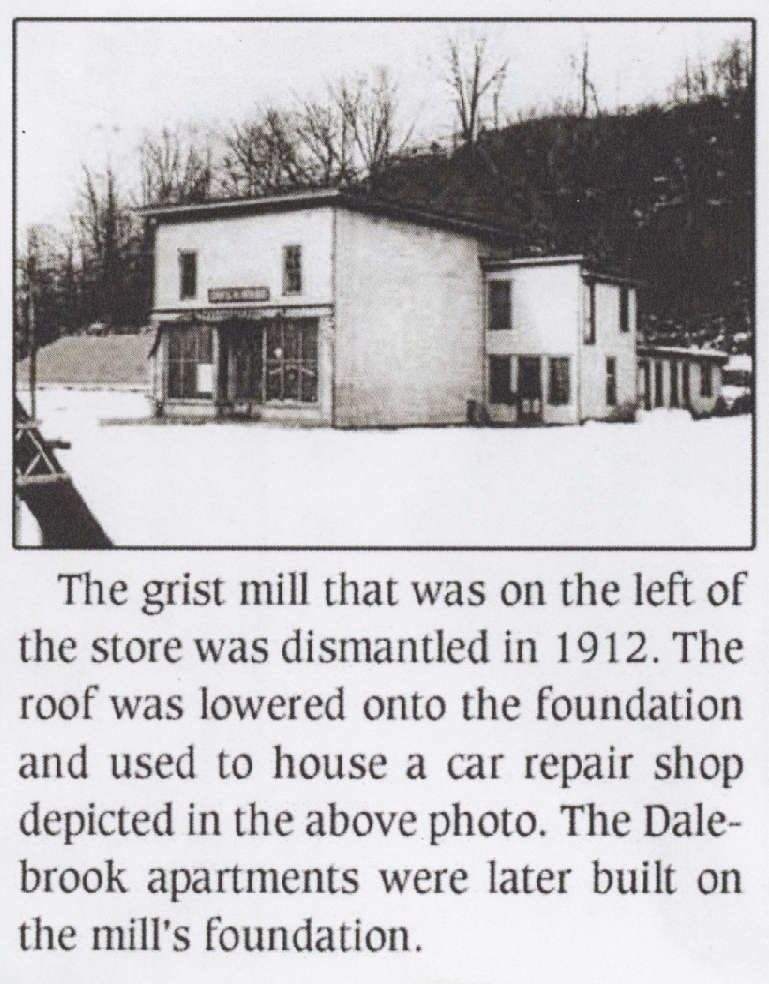 The grist mill that was on the left of
the store was dismantled in 1912. The
roof was lowered onto the foundation
and used to house a car repair shop
depicted in the above photo. The Dale-
brook apartments were later built on
the mill's foundation.